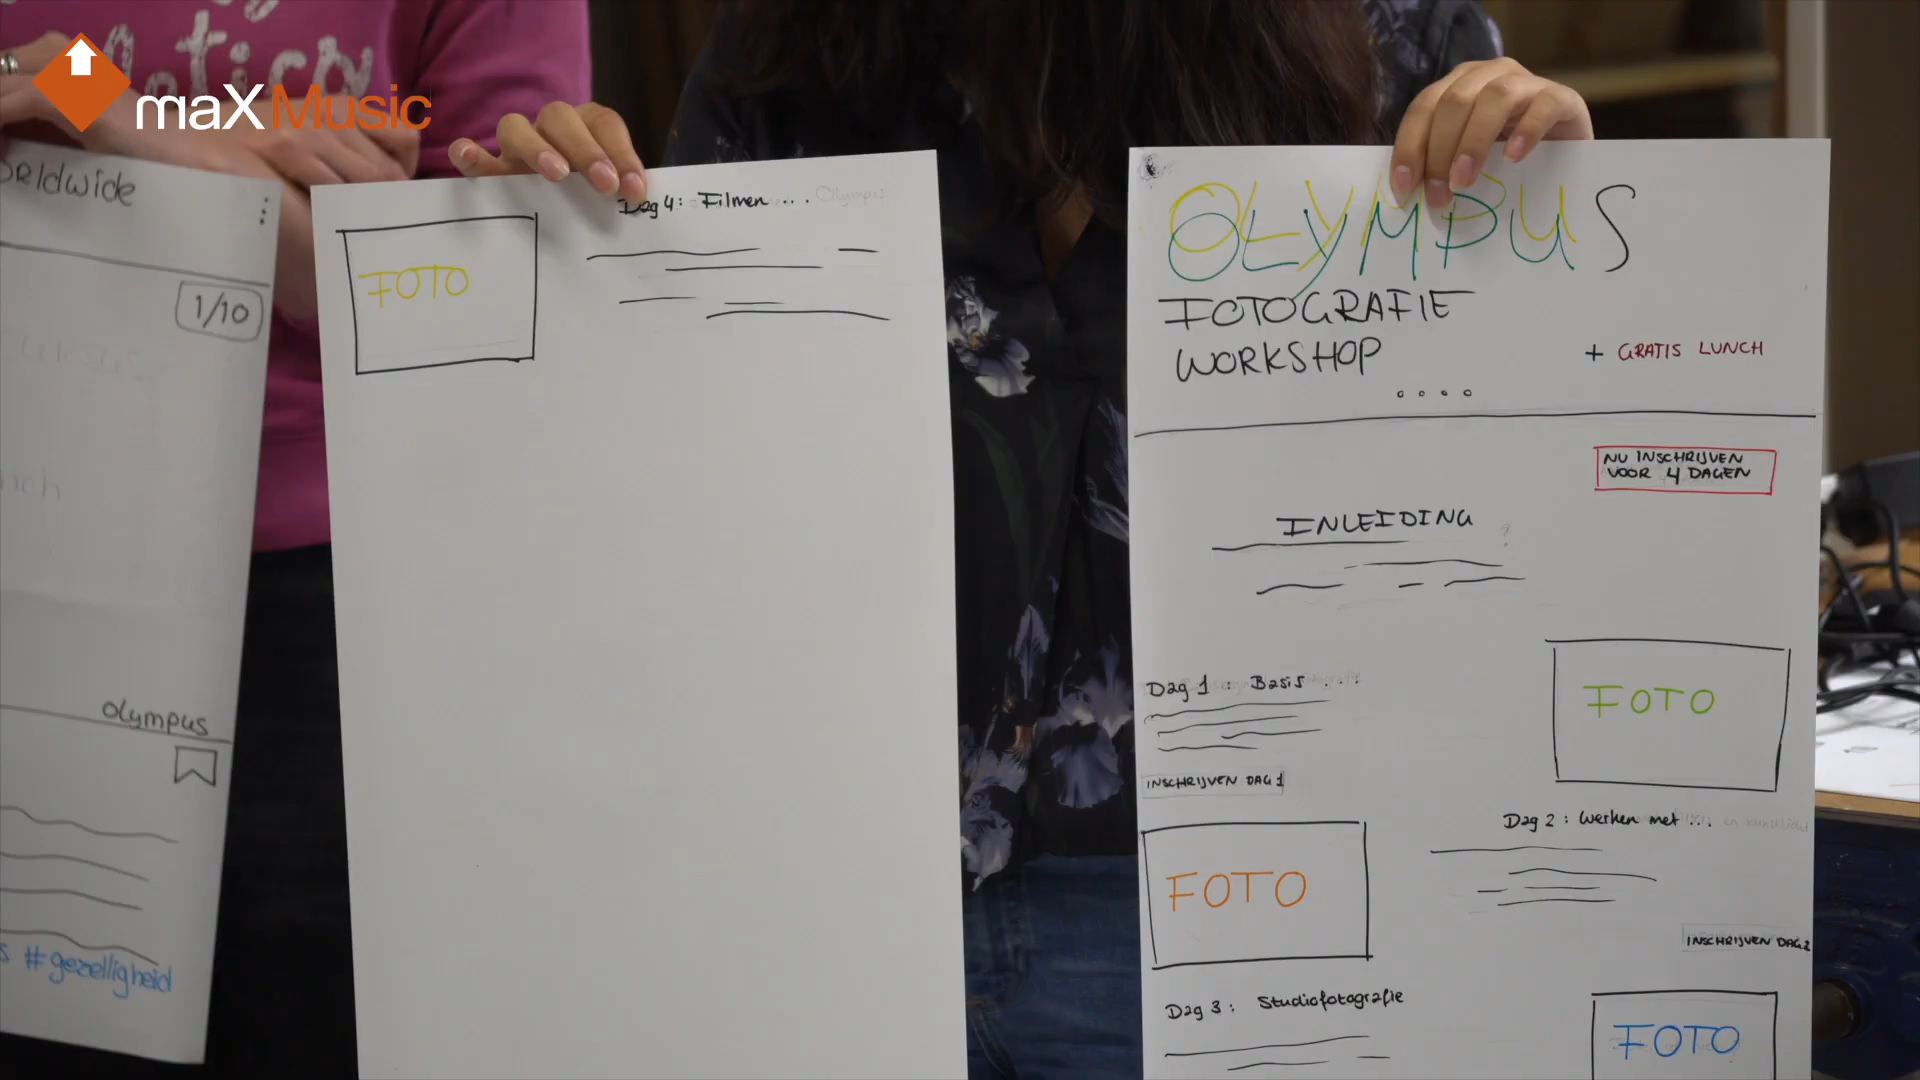 maXMusic
orldwide
1/10
olympus
s #gezelligheid
Dag 4: Filmen ... Olympus
FOTO
OLYMPUS
FOTOGRAFIE
WORKSHOP
+ GRATIS LUNCH
NU INSCHRIJVEN
VOOR 4 DAGEN
INLEIDING
Dag 1 : Basis ...
INSCHRIJVEN DAG 1
FOTO
FOTO
Dag 2 : Werken met ...
INSCHRIJVEN DAG 2
Dag 3 : Studiofotografie
FOTO